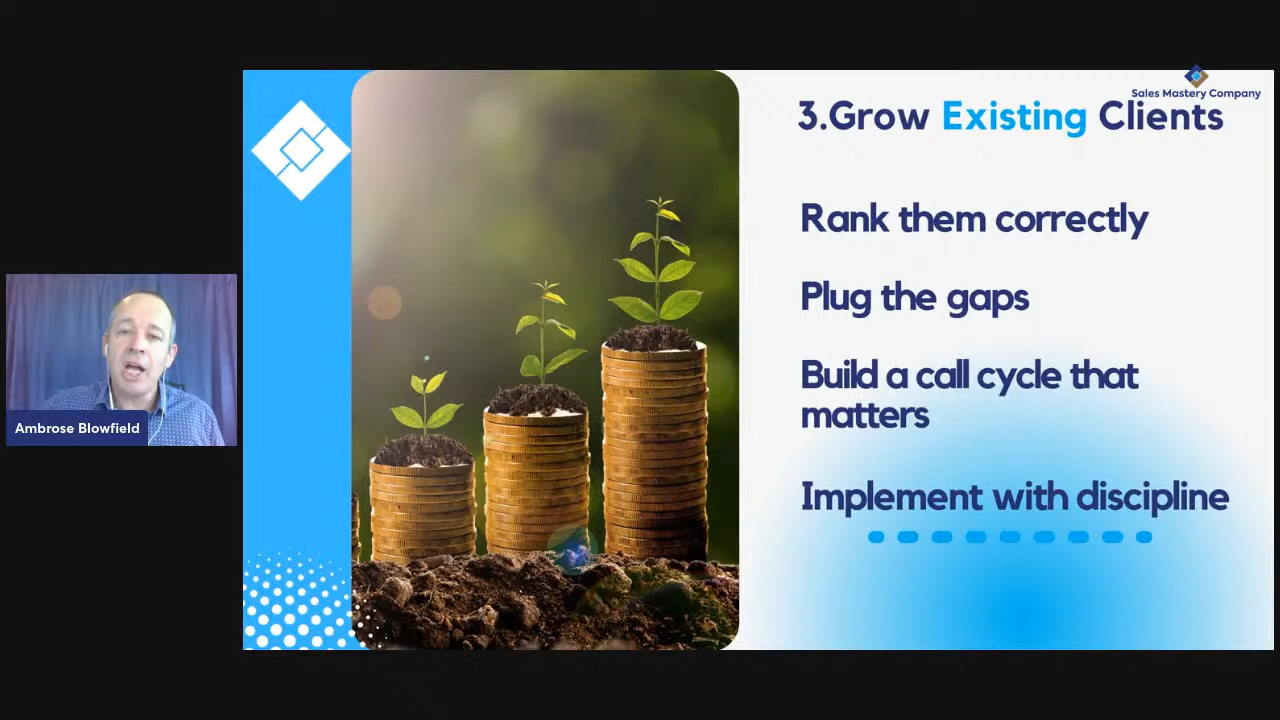 Sales Mastery Company
3.Grow Existing Clients
Rank them correctly
Plug the gaps
Build a call cycle that
matters
Implement with discipline
Ambrose Blowfield